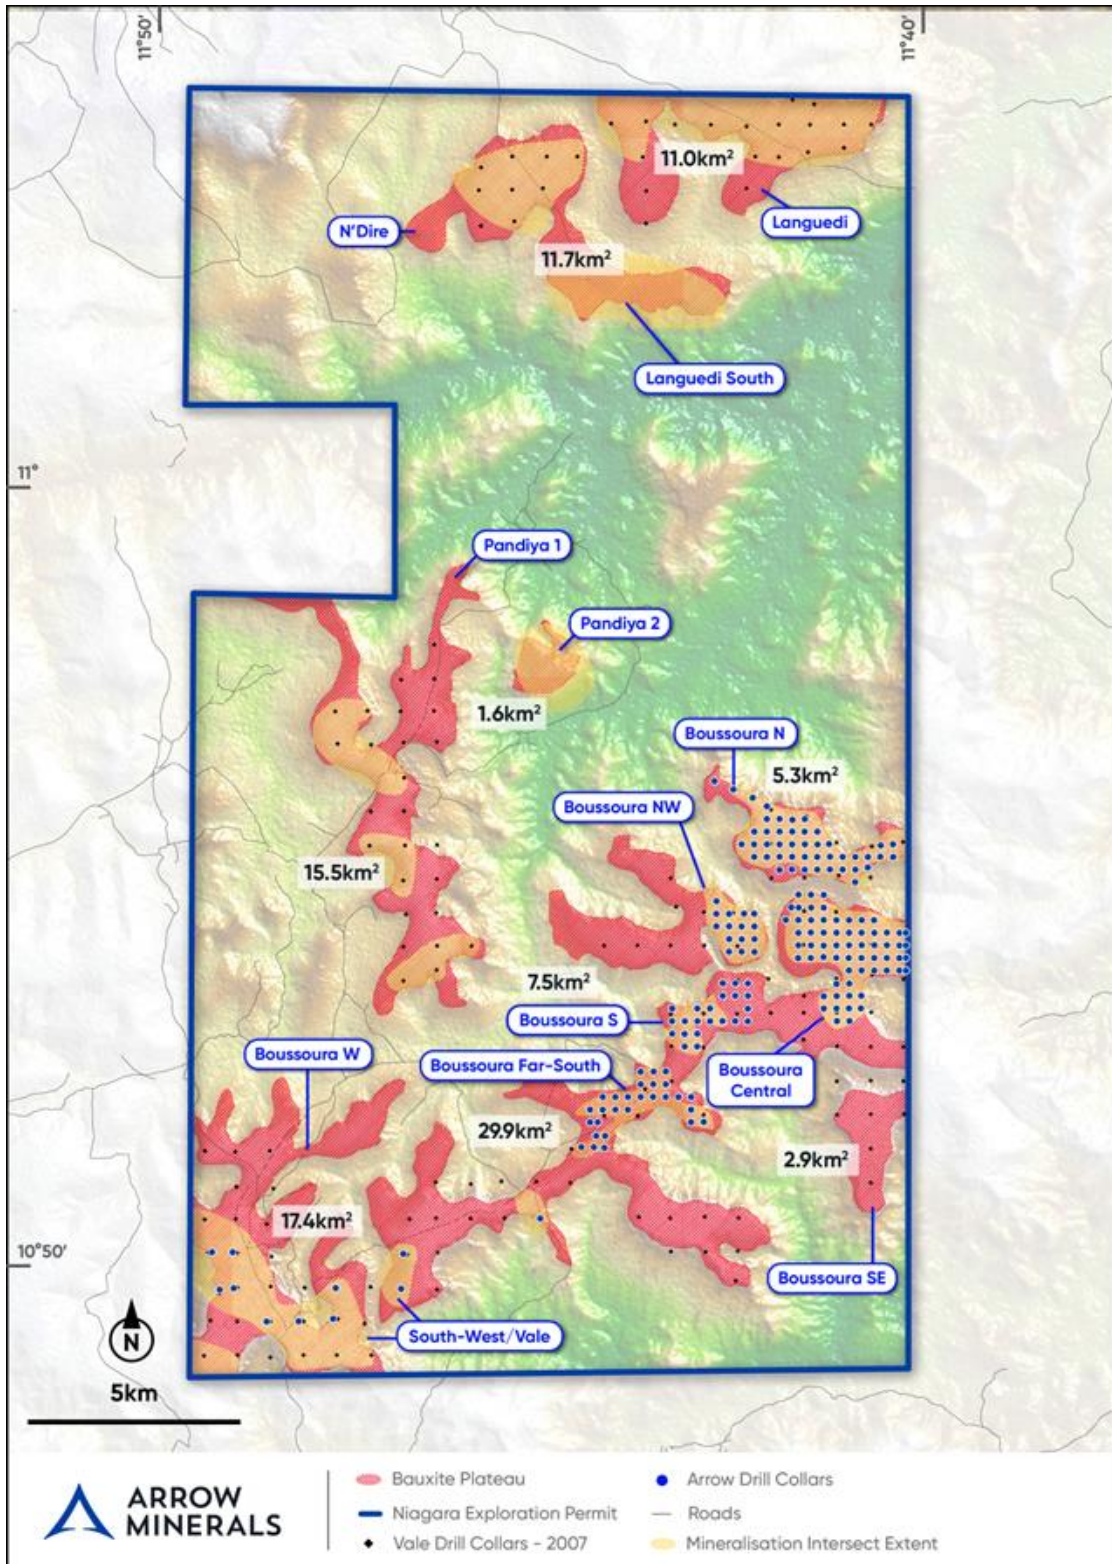 11°50'
11°40'
11.0km²
Languedi
N'Dire
11.7km²
Languedi South
11°
Pandiya 1
Pandiya 2
1.6km²
Boussoura N
5.3km²
Boussoura NW
15.5km²
7.5km²
Boussoura S
Boussoura W
Boussoura Far-South
Boussoura
Central
29.9km²
2.9km²
17.4km²
10°50'
Boussoura SE
South-West/Vale
N
5km
ARROW
MINERALS
Bauxite Plateau
Niagara Exploration Permit
Vale Drill Collars - 2007
Arrow Drill Collars
Roads
Mineralisation Intersect Extent